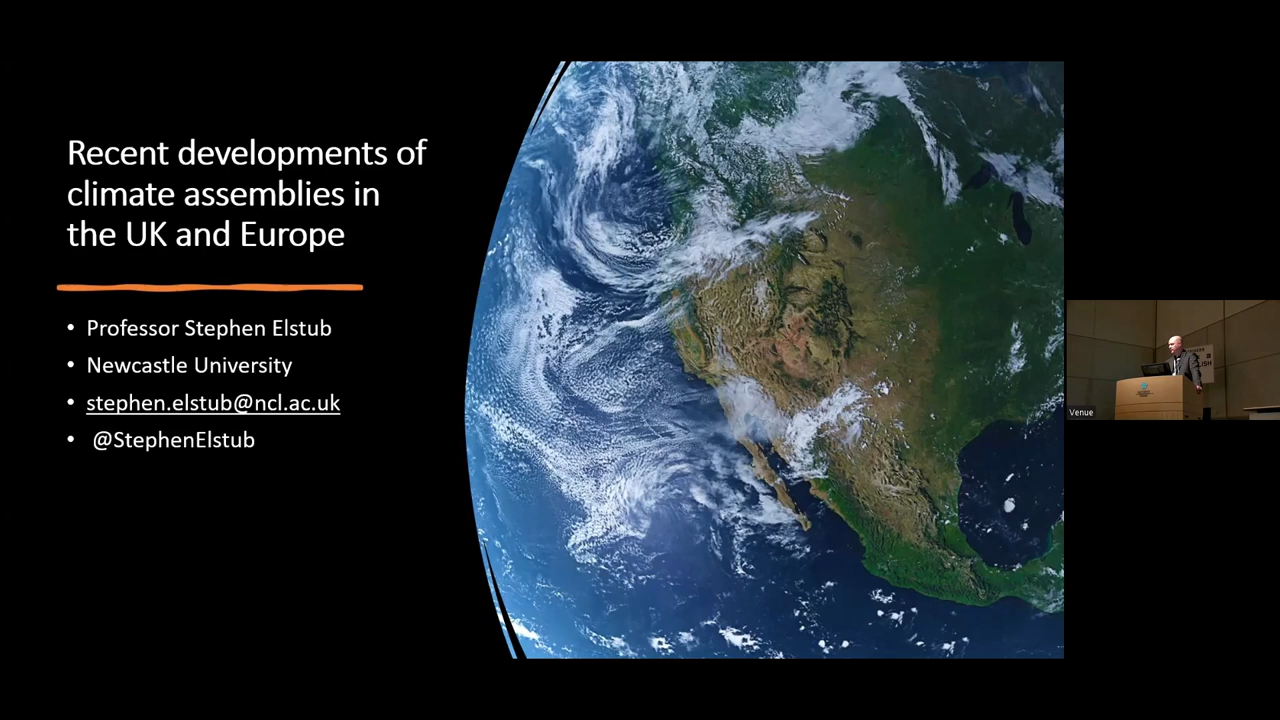 Recent developments of
climate assemblies in
the UK and Europe
• Professor Stephen Elstub
• Newcastle University
• stephen.elstub@ncl.ac.uk
• @StephenElstub
Venue